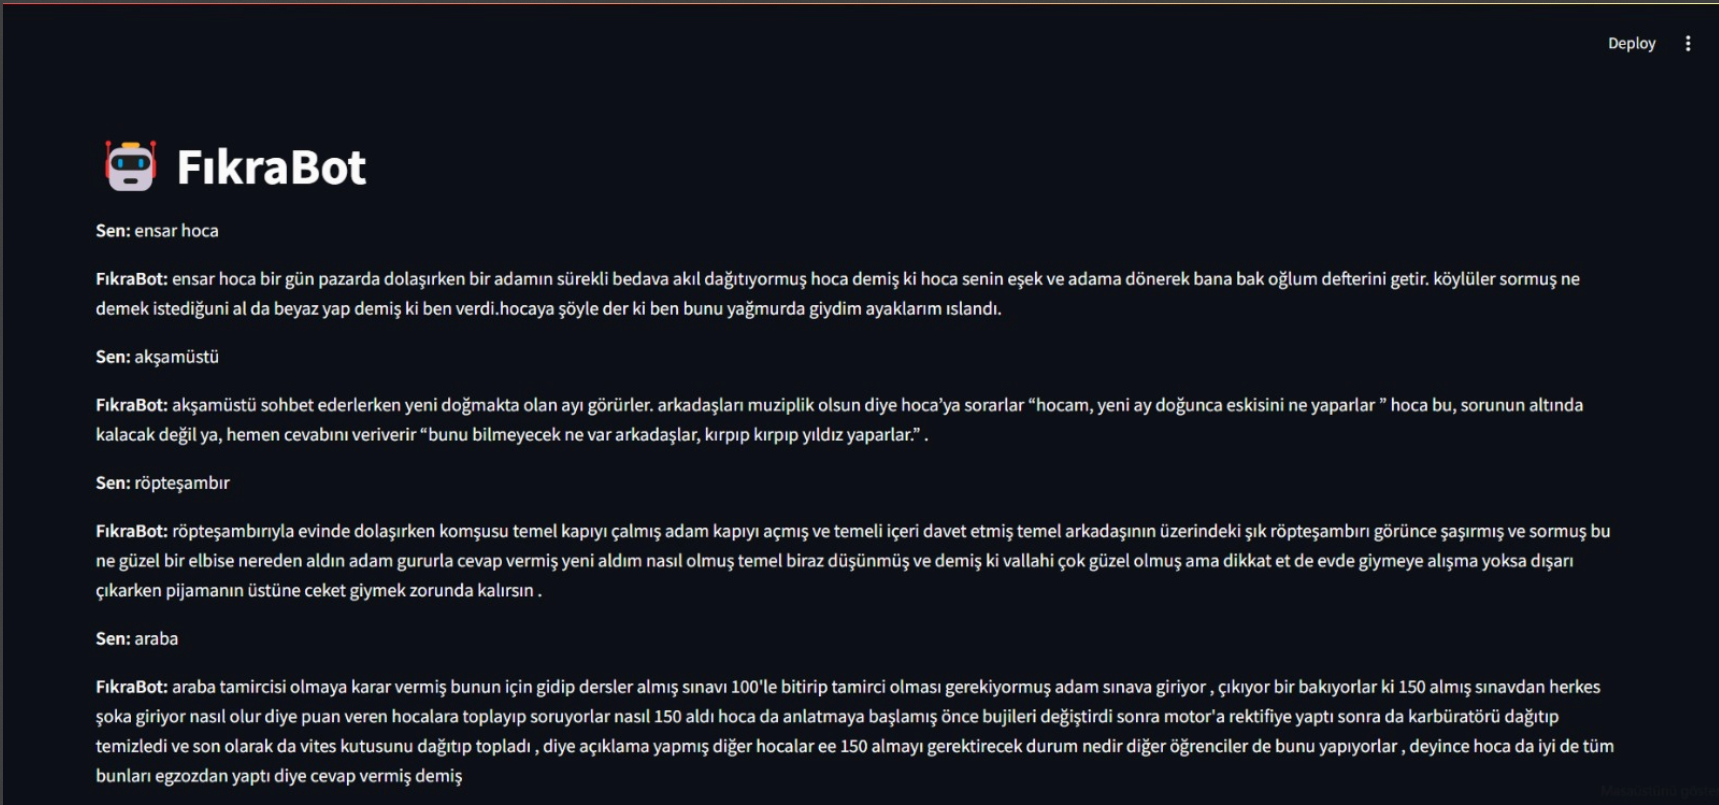 Deploy
FıkraBot
Sen: ensar hoca
FıkraBot: ensar hoca bir gün pazarda dolaşırken bir adamın sürekli bedava akıl dağıtıyormuş hoca demiş ki hoca senin eşek ve adama dönerek bana bak oğlum defterini getir. köylüler sormuş ne
demek istediğuni al da beyaz yap demiş ki ben verdi.hocaya şöyle der ki ben bunu yağmurda giydim ayaklarım ıslandı.
Sen: akşamüstü
FıkraBot: akşamüstü sohbet ederlerken yeni doğmakta olan ayı görürler. arkadaşları muziplik olsun diye hoca’ya sorarlar “hocam, yeni ay doğunca eskisini ne yaparlar ” hoca bu, sorunun altında
kalacak değil ya, hemen cevabını veriverir “bunu bilmeyecek ne var arkadaşlar, kırpıp kırpıp yıldız yaparlar.” .
Sen: röpteşambır
FıkraBot: röpteşambırıyla evinde dolaşırken komşusu temel kapıyı çalmış adam kapıyı açmış ve temeli içeri davet etmiş temel arkadaşının üzerindeki şık röpteşambırı görünce şaşırmış ve sormuş bu
ne güzel bir elbise nereden aldın adam gururla cevap vermiş yeni aldım nasıl olmuş temel biraz düşünmüş ve demiş ki vallahi çok güzel olmuş ama dikkat et de evde giymeye alışma yoksa dışarı
çıkarken pijamanın üstüne ceket giymek zorunda kalırsın .
Sen: araba
FıkraBot: araba tamircisi olmaya karar vermiş bunun için gidip dersler almış sınavı 100'le bitirip tamirci olması gerekiyormuş adam sınava giriyor , çıkıyor bir bakıyorlar ki 150 almış sınavdan herkes
şoka giriyor nasıl olur diye puan veren hocalara toplayıp soruyorlar nasıl 150 aldı hoca da anlatmaya başlamış önce bujileri değiştirdi sonra motor'a rektifiye yaptı sonra da karbüratörü dağıtıp
temizledi ve son olarak da vites kutusunu dağıtıp topladı , diye açıklama yapmış diğer hocalar ee 150 almayı gerektirecek durum nedir diğer öğrenciler de bunu yapıyorlar , deyince hoca da iyi de tüm
bunları egzozdan yaptı diye cevap vermiş demiş